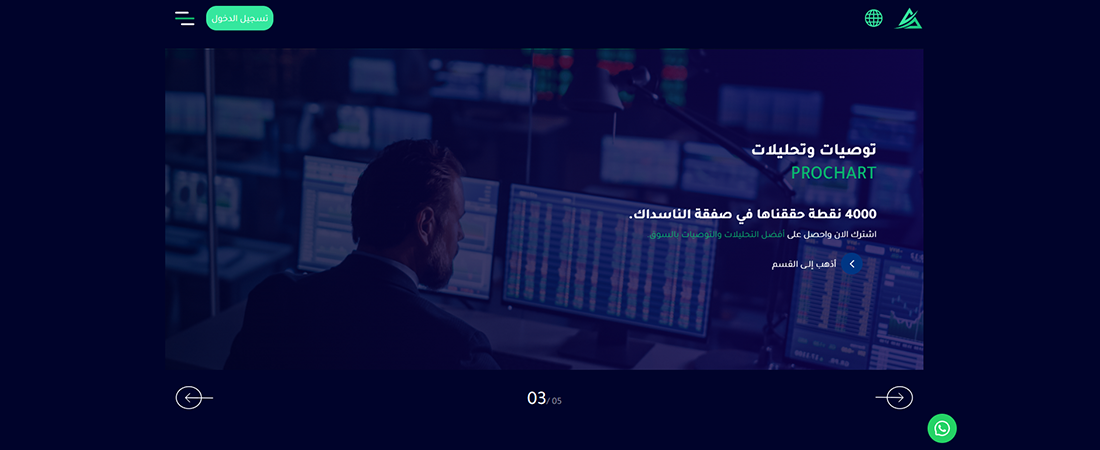 تسجيل الدخول
توصيات وتحليلات
PROCHART
4000 نقطة حققناها في صفقة الناسداك.
اشترك الان واحصل على أفضل التحليلات والتوصيات بالسوق.
أذهب إلى القسم
03/ 05